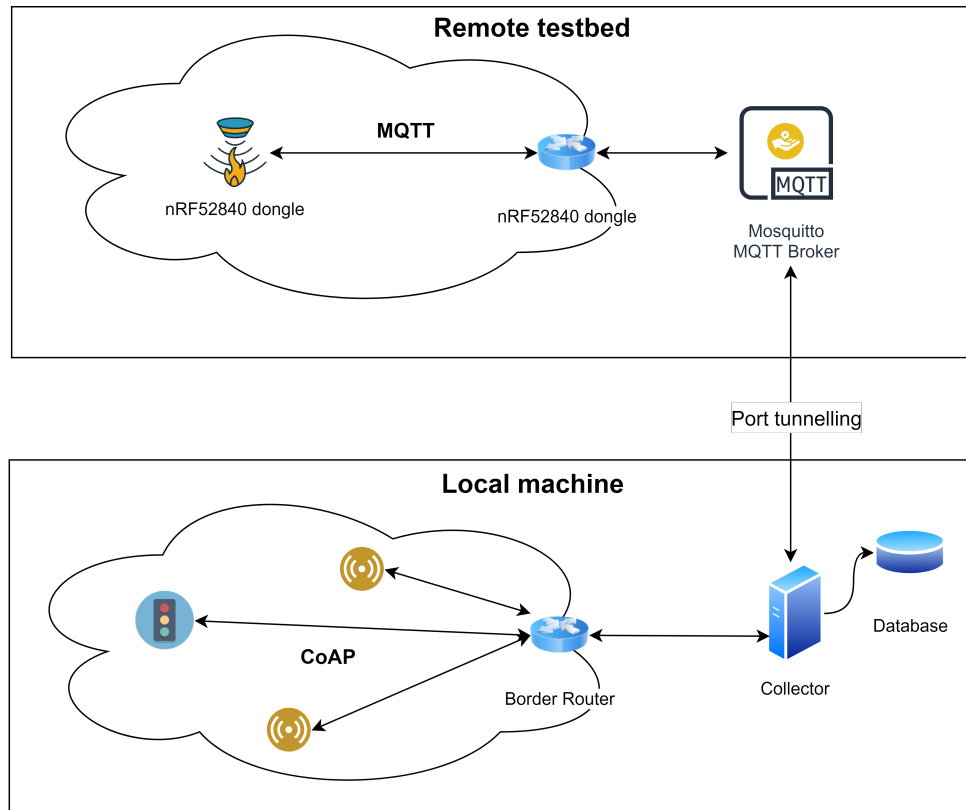 Remote testbed
MQTT
nRF52840 dongle
nRF52840 dongle
MQTT
Mosquitto
MQTT Broker
Port tunnelling
Local machine
CoAP
Border Router
Collector
Database